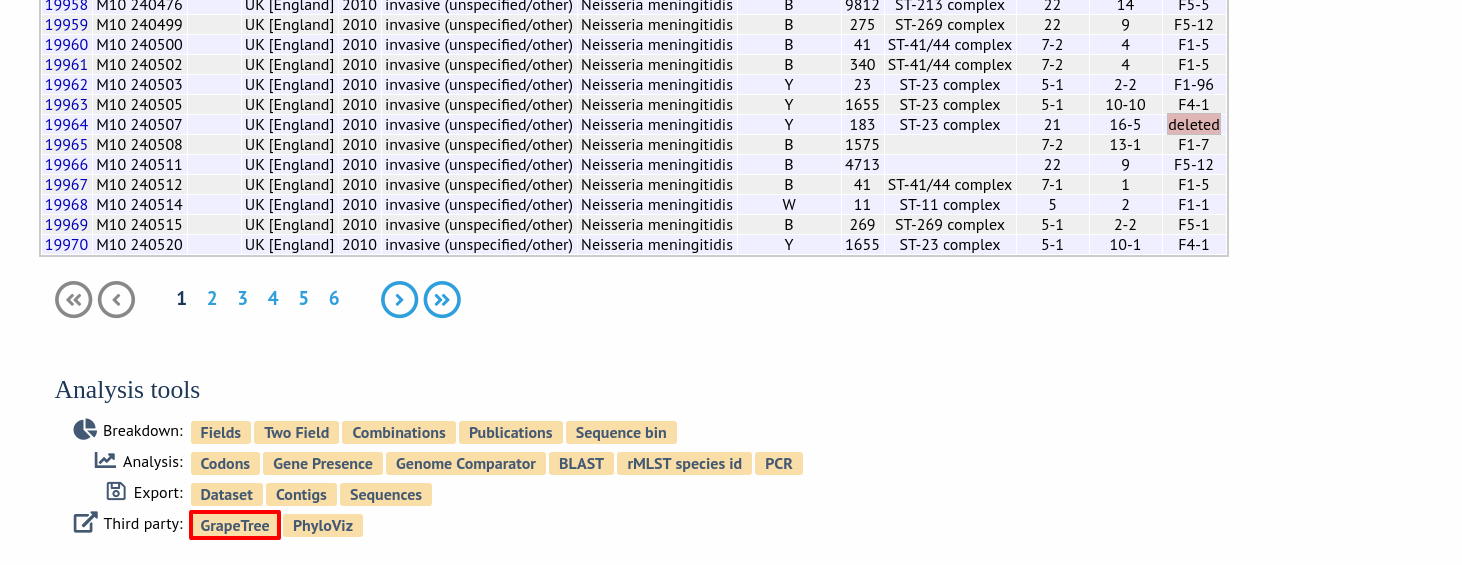 19958 M10 240476 UK [England] 2010 invasive (unspecified/other) Neisseria meningitidis B 9812 ST-213 complex 22 14 F5-5
19959 M10 240499 UK [England] 2010 invasive (unspecified/other) Neisseria meningitidis B 275 ST-269 complex 22 9 F5-12
19960 M10 240500 UK [England] 2010 invasive (unspecified/other) Neisseria meningitidis B 41 ST-41/44 complex 7-2 4 F1-5
19961 M10 240502 UK [England] 2010 invasive (unspecified/other) Neisseria meningitidis B 340 ST-41/44 complex 7-2 4 F1-5
19962 M10 240503 UK [England] 2010 invasive (unspecified/other) Neisseria meningitidis Y 23 ST-23 complex 5-1 2-2 F1-96
19963 M10 240505 UK [England] 2010 invasive (unspecified/other) Neisseria meningitidis Y 1655 ST-23 complex 5-1 10-10 F4-1
19964 M10 240507 UK [England] 2010 invasive (unspecified/other) Neisseria meningitidis Y 183 ST-23 complex 21 16-5 deleted
19965 M10 240508 UK [England] 2010 invasive (unspecified/other) Neisseria meningitidis B 1575 7-2 13-1 F1-7
19966 M10 240511 UK [England] 2010 invasive (unspecified/other) Neisseria meningitidis B 4713 22 9 F5-12
19967 M10 240512 UK [England] 2010 invasive (unspecified/other) Neisseria meningitidis B 41 ST-41/44 complex 7-1 1 F1-5
19968 M10 240514 UK [England] 2010 invasive (unspecified/other) Neisseria meningitidis W 11 ST-11 complex 5 2 F1-1
19969 M10 240515 UK [England] 2010 invasive (unspecified/other) Neisseria meningitidis B 269 ST-269 complex 5-1 2-2 F5-1
19970 M10 240520 UK [England] 2010 invasive (unspecified/other) Neisseria meningitidis Y 1655 ST-23 complex 5-1 10-1 F4-1
1 2 3 4 5 6
Analysis tools
Breakdown: Fields Two Field Combinations Publications Sequence bin
Analysis: Codons Gene Presence Genome Comparator BLAST rMLST species id PCR
Export: Dataset Contigs Sequences
Third party: GrapeTree PhyloViz